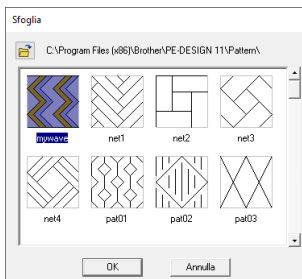 Sfoglia
C:\Program Files (x86)\Brother\PE-DESIGN 11\Pattern\
mywave net1 net2 net3
net4 pat01 pat02 pat03
OK Annulla